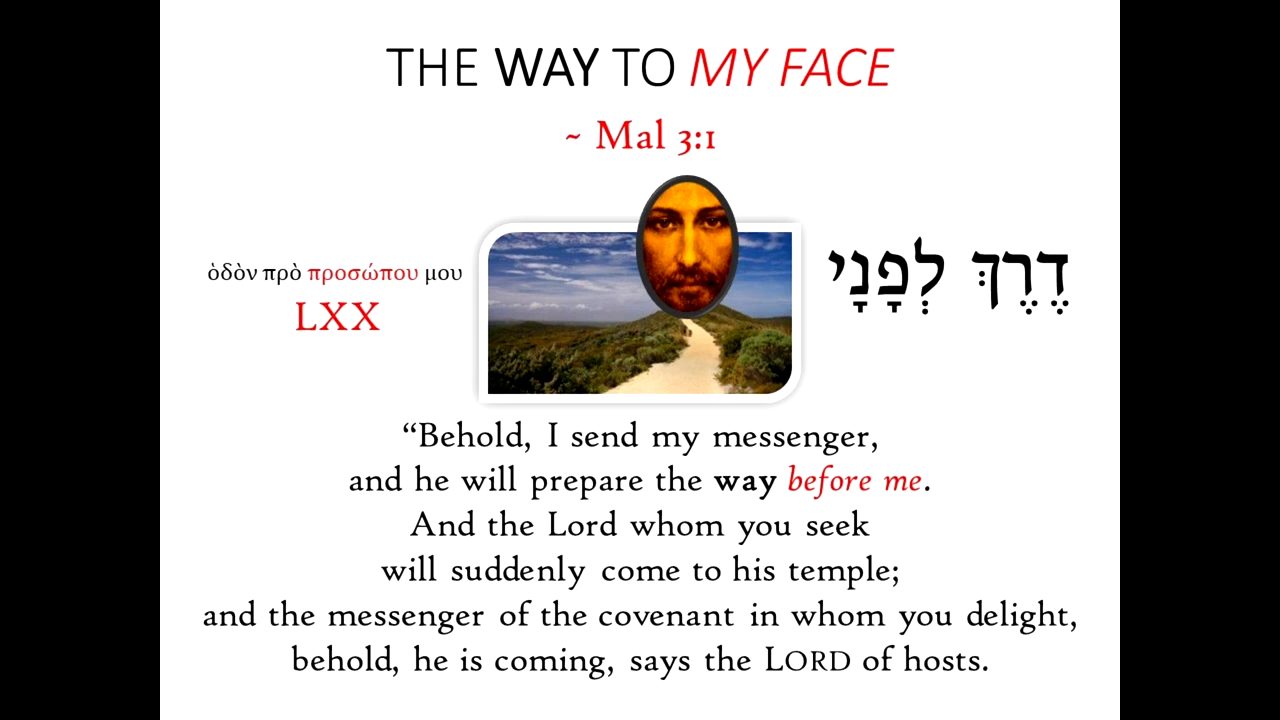 THE WAY TO MY FACE
~ Mal 3:1
ὁδὸν πρὸ προσώπου μου
LXX
דֶרֶךְ לְפָנָי
“Behold, I send my messenger,
and he will prepare the way before me.
And the Lord whom you seek
will suddenly come to his temple;
and the messenger of the covenant in whom you delight,
behold, he is coming, says the LORD of hosts.